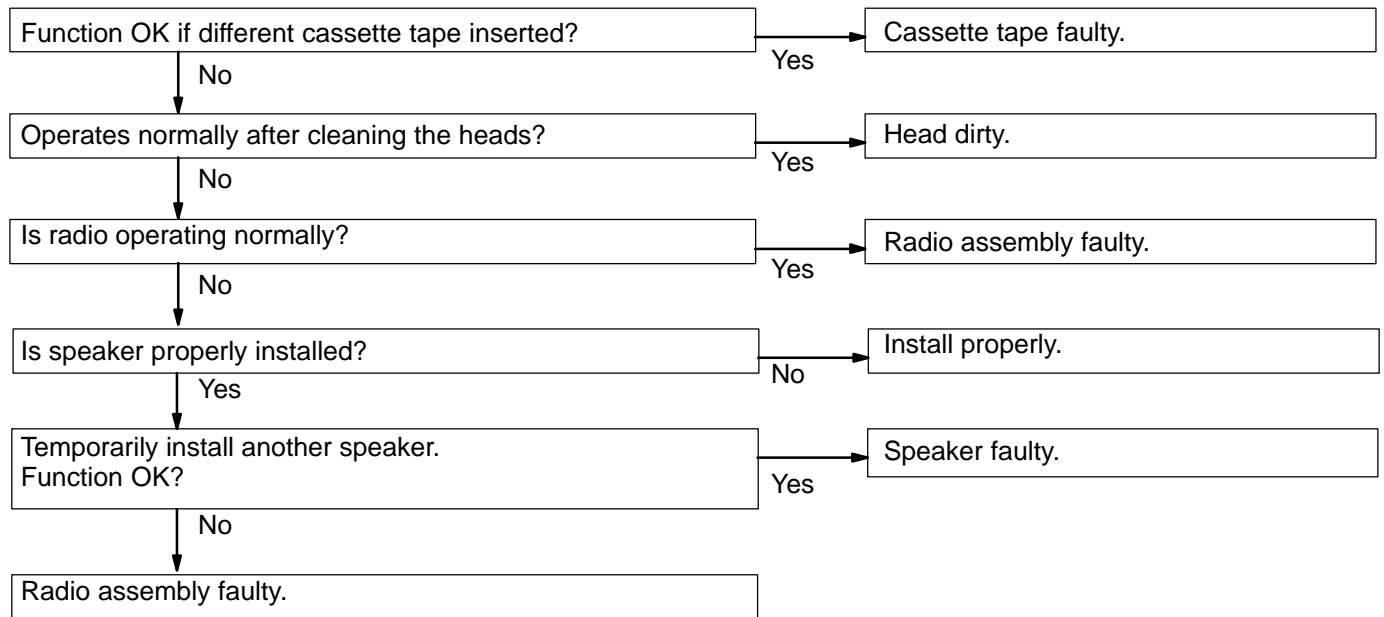 Function OK if different cassette tape inserted?
Yes
Cassette tape faulty.
No
Operates normally after cleaning the heads?
Yes
Head dirty.
No
Is radio operating normally?
Yes
Radio assembly faulty.
No
Is speaker properly installed?
No
Install properly.
Yes
Temporarily install another speaker.
Function OK?
Yes
Speaker faulty.
No
Radio assembly faulty.